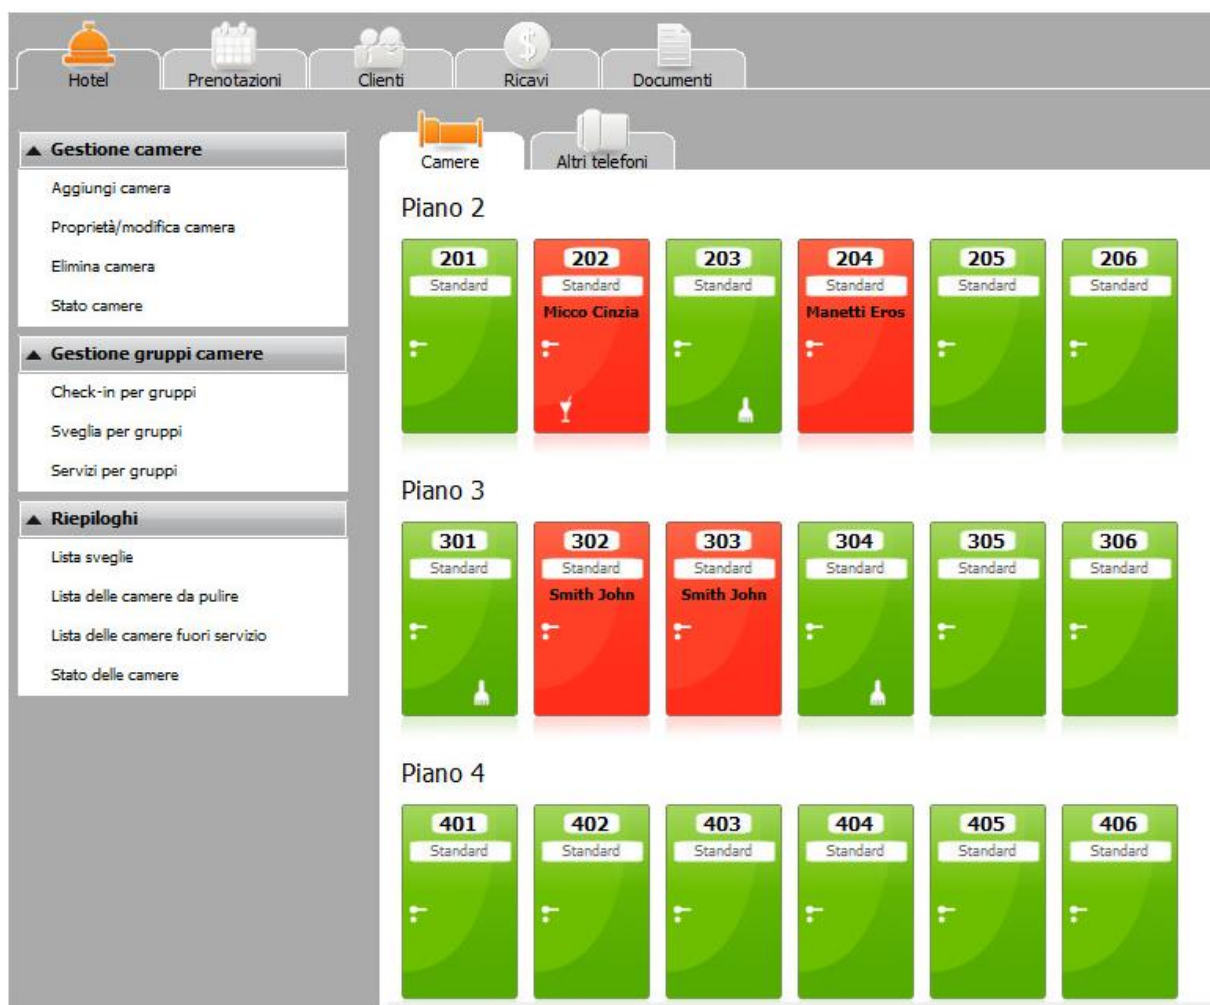 Hotel Prenotazioni Clienti Ricavi Documenti
Camere Altri telefoni
Gestione camere
Aggiungi camera
Proprietà/modifica camera
Elimina camera
Stato camere
Gestione gruppi camere
Check-in per gruppi
Sveglia per gruppi
Servizi per gruppi
Riepiloghi
Lista sveglie
Lista delle camere da pulire
Lista delle camere fuori servizio
Stato delle camere
Piano 2
201 202 203 204 205 206
Standard Standard Standard Standard Standard Standard
Micco Cinzia Manetti Eros
Piano 3
301 302 303 304 305 306
Standard Standard Standard Standard Standard Standard
Smith John Smith John
Piano 4
401 402 403 404 405 406
Standard Standard Standard Standard Standard Standard